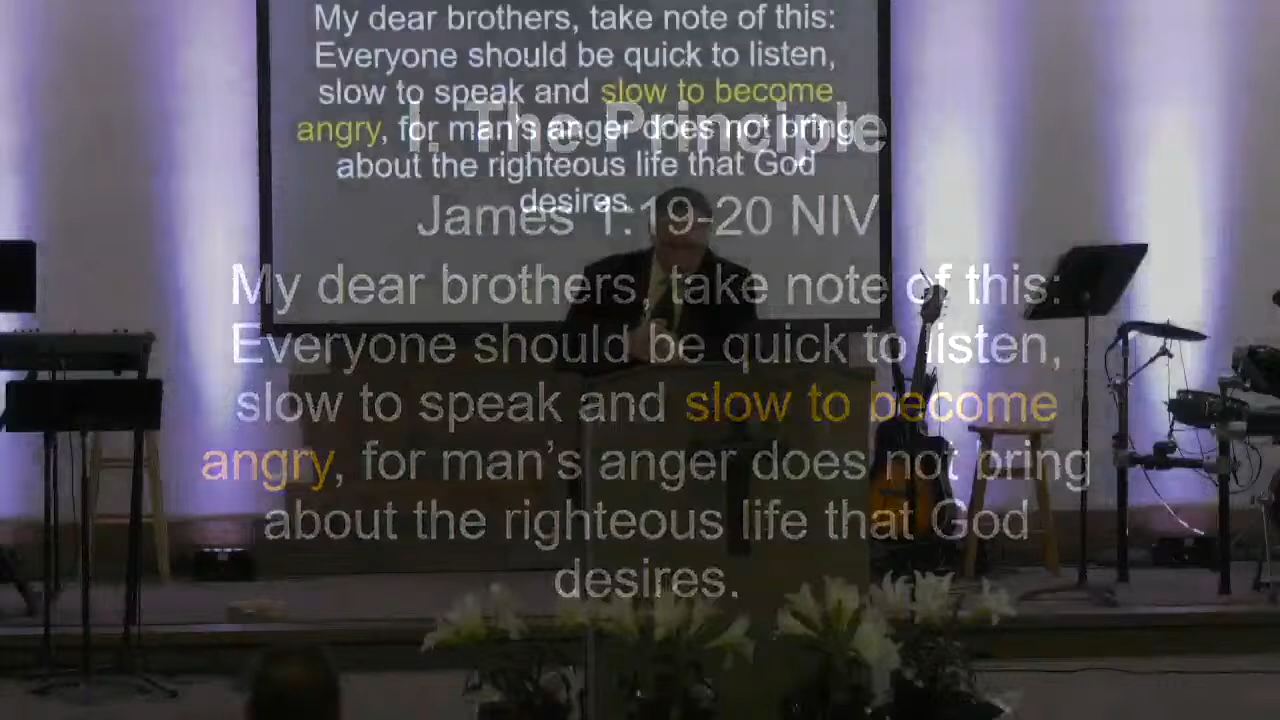 My dear brothers, take note of this:
Everyone should be quick to listen,
slow to speak and slow to become
angry, for man's anger does not bring
about the righteous life that God
desires.
I. The Principle
James 1:19-20 NIV
My dear brothers, take note of this:
Everyone should be quick to listen,
slow to speak and slow to become
angry, for man’s anger does not bring
about the righteous life that God
desires.